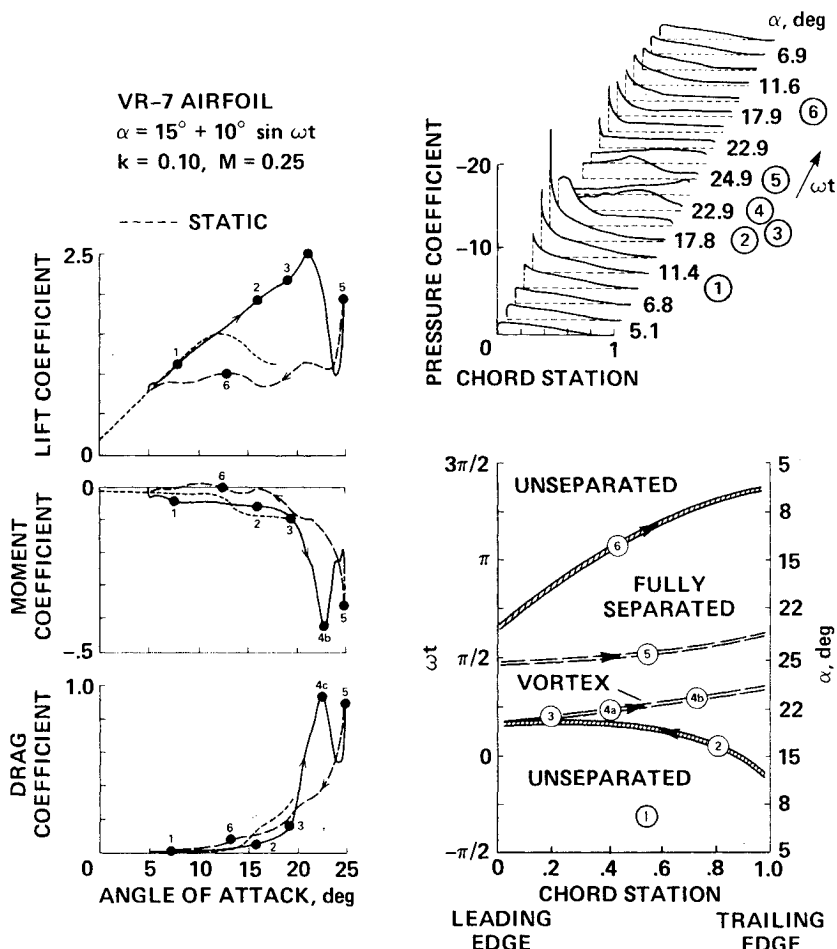 VR-7 AIRFOIL
α = 15° + 10° sin ωt
k = 0.10, M = 0.25
STATIC
LIFT COEFFICIENT
2.5
0
1
2
3
5
6
MOMENT COEFFICIENT
0
-.5
6
1
2
3
5
4b
DRAG COEFFICIENT
1.0
4c
5
1
6
2
3
0
0 5 10 15 20 25
ANGLE OF ATTACK, deg
α, deg
6.9
11.6
17.9 6
22.9
24.9 5
ωt
22.9 4
3
17.8 2
11.4
1
6.8
5.1
PRESSURE COEFFICIENT
-20
-10
0
1
CHORD STATION
3π/2
π
π/2
0
-π/2
ωt
5
8
15
22
25
22
15
8
5
α, deg
UNSEPARATED
6
FULLY SEPARATED
5
VORTEX
4b
3
4a
2
UNSEPARATED
1
0 .2 .4 .6 0.8 1.0
CHORD STATION
LEADING EDGE
TRAILING EDGE